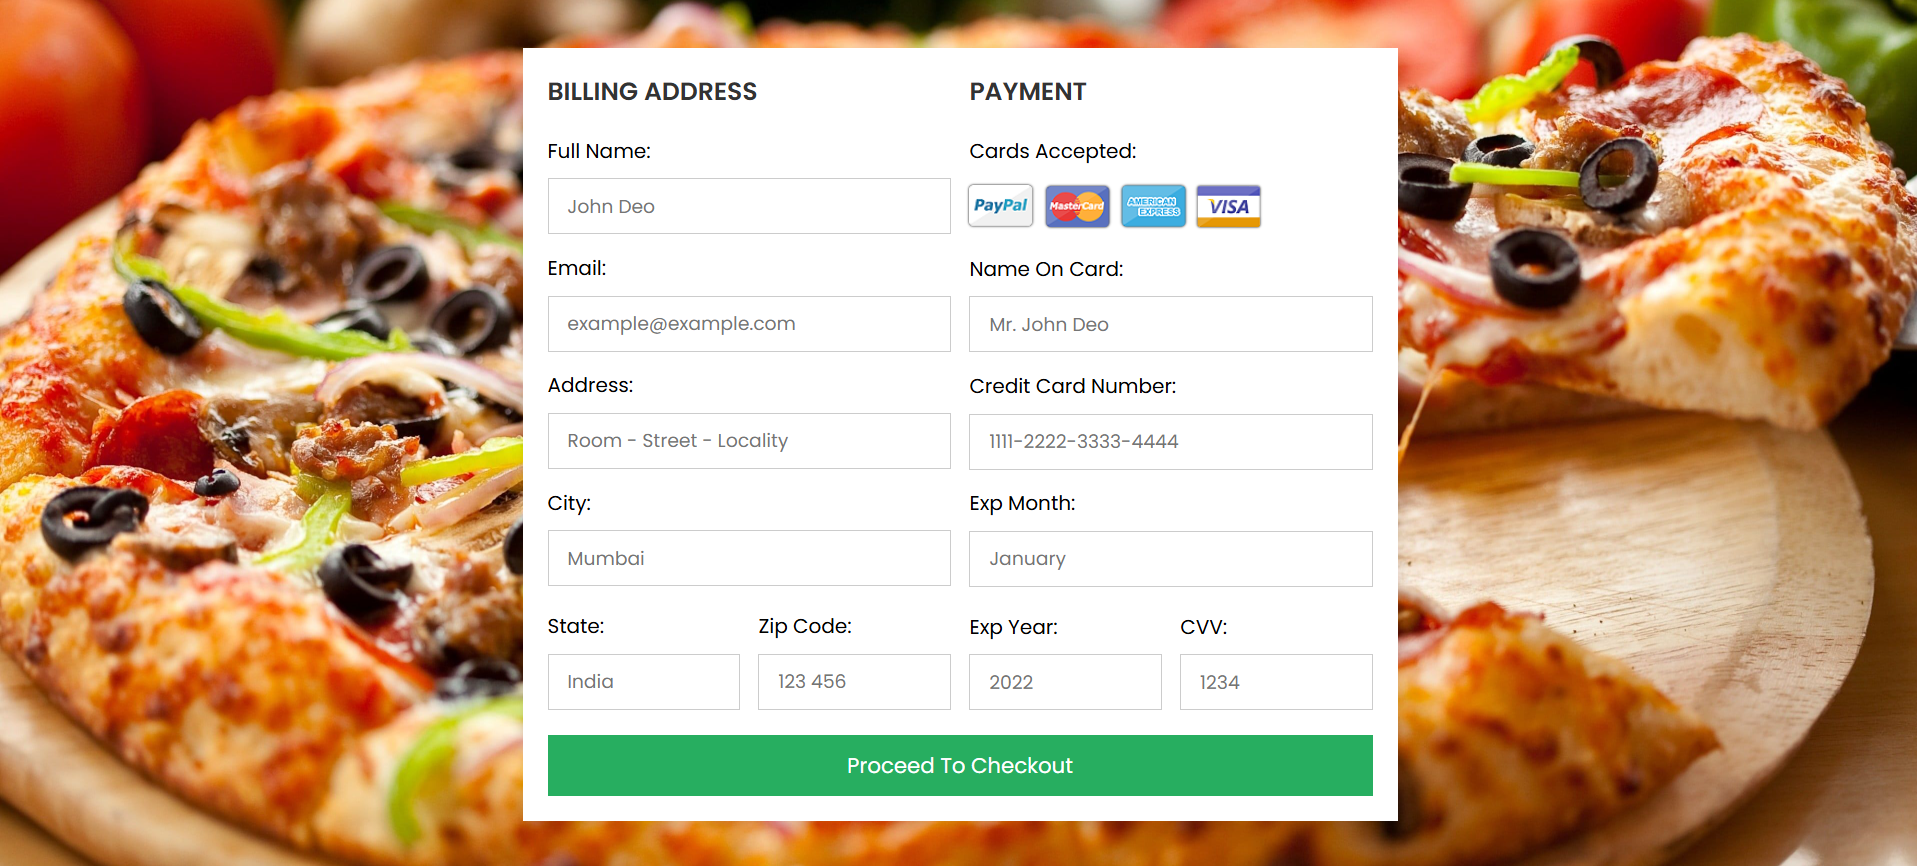 BILLING ADDRESS
Full Name:
John Deo
Email:
example@example.com
Address:
Room - Street - Locality
City:
Mumbai
State:
India
Zip Code:
123 456
PAYMENT
Cards Accepted:
PayPal
MasterCard
AMERICAN
EXPRESS
VISA
Name On Card:
Mr. John Deo
Credit Card Number:
1111-2222-3333-4444
Exp Month:
January
Exp Year:
2022
CVV:
1234
Proceed To Checkout